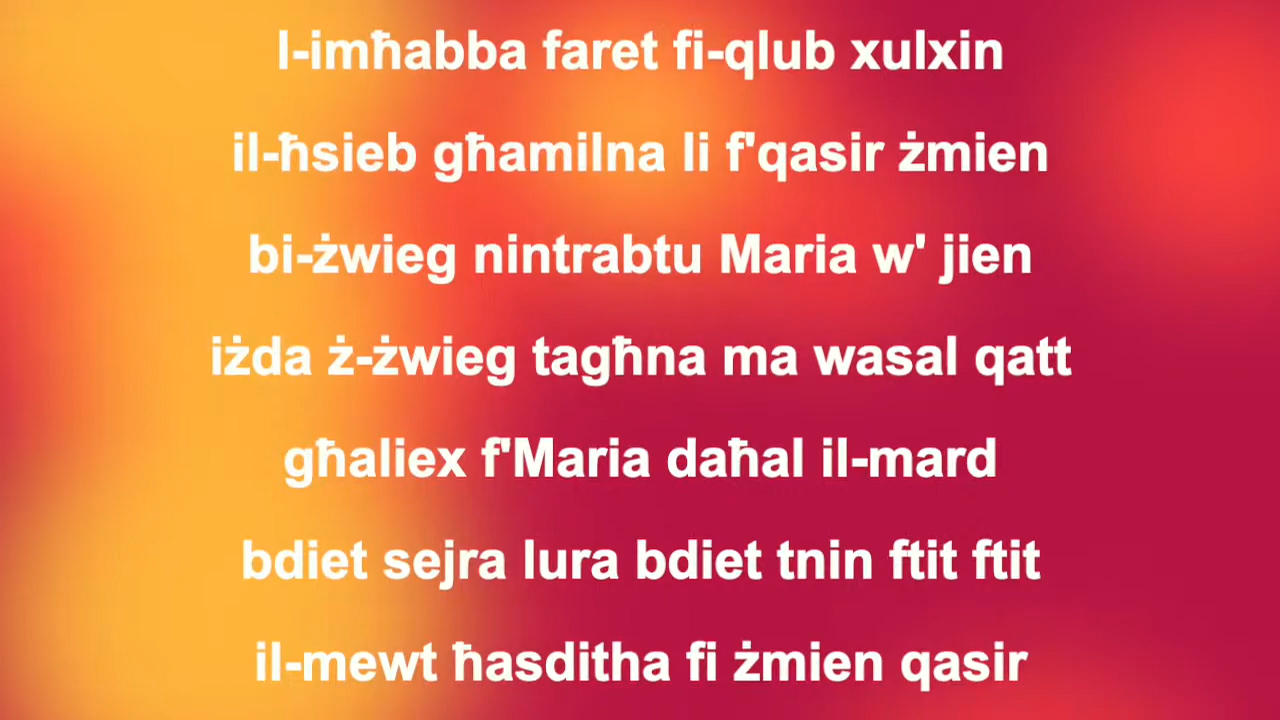 l-imħabba faret fi-qlub xulxin
il-ħsieb għamilna li f'qasir żmien
bi-żwieg nintrabtu Maria w' jien
iżda ż-żwieg tagħna ma wasal qatt
għaliex f'Maria daħal il-mard
bdiet sejra lura bdiet tnin ftit ftit
il-mewt ħasditha fi żmien qasir